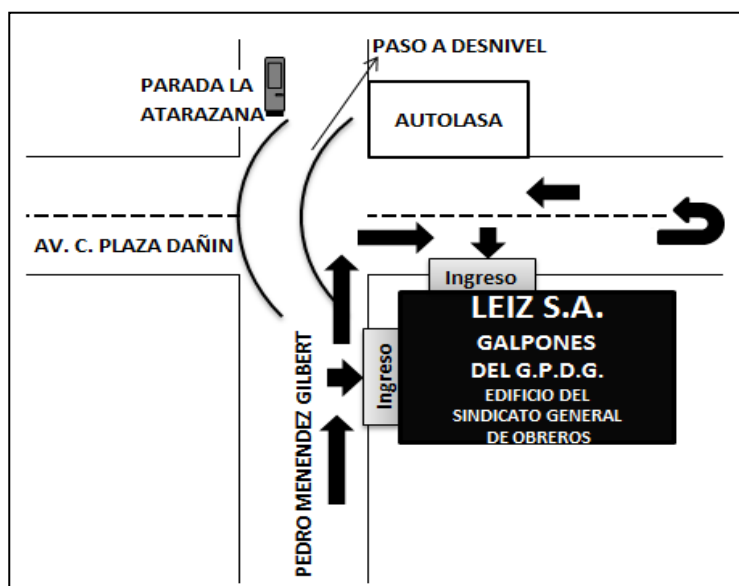 PASO A DESNIVEL
PARADA LA
ATARAZANA
AUTOLASA
AV. C. PLAZA DAÑIN
Ingreso
LEIZ S.A.
GALPONES
DEL G.P.D.G.
EDIFICIO DEL
SINDICATO GENERAL
DE OBREROS
Ingreso
PEDRO MENENDEZ GILBERT